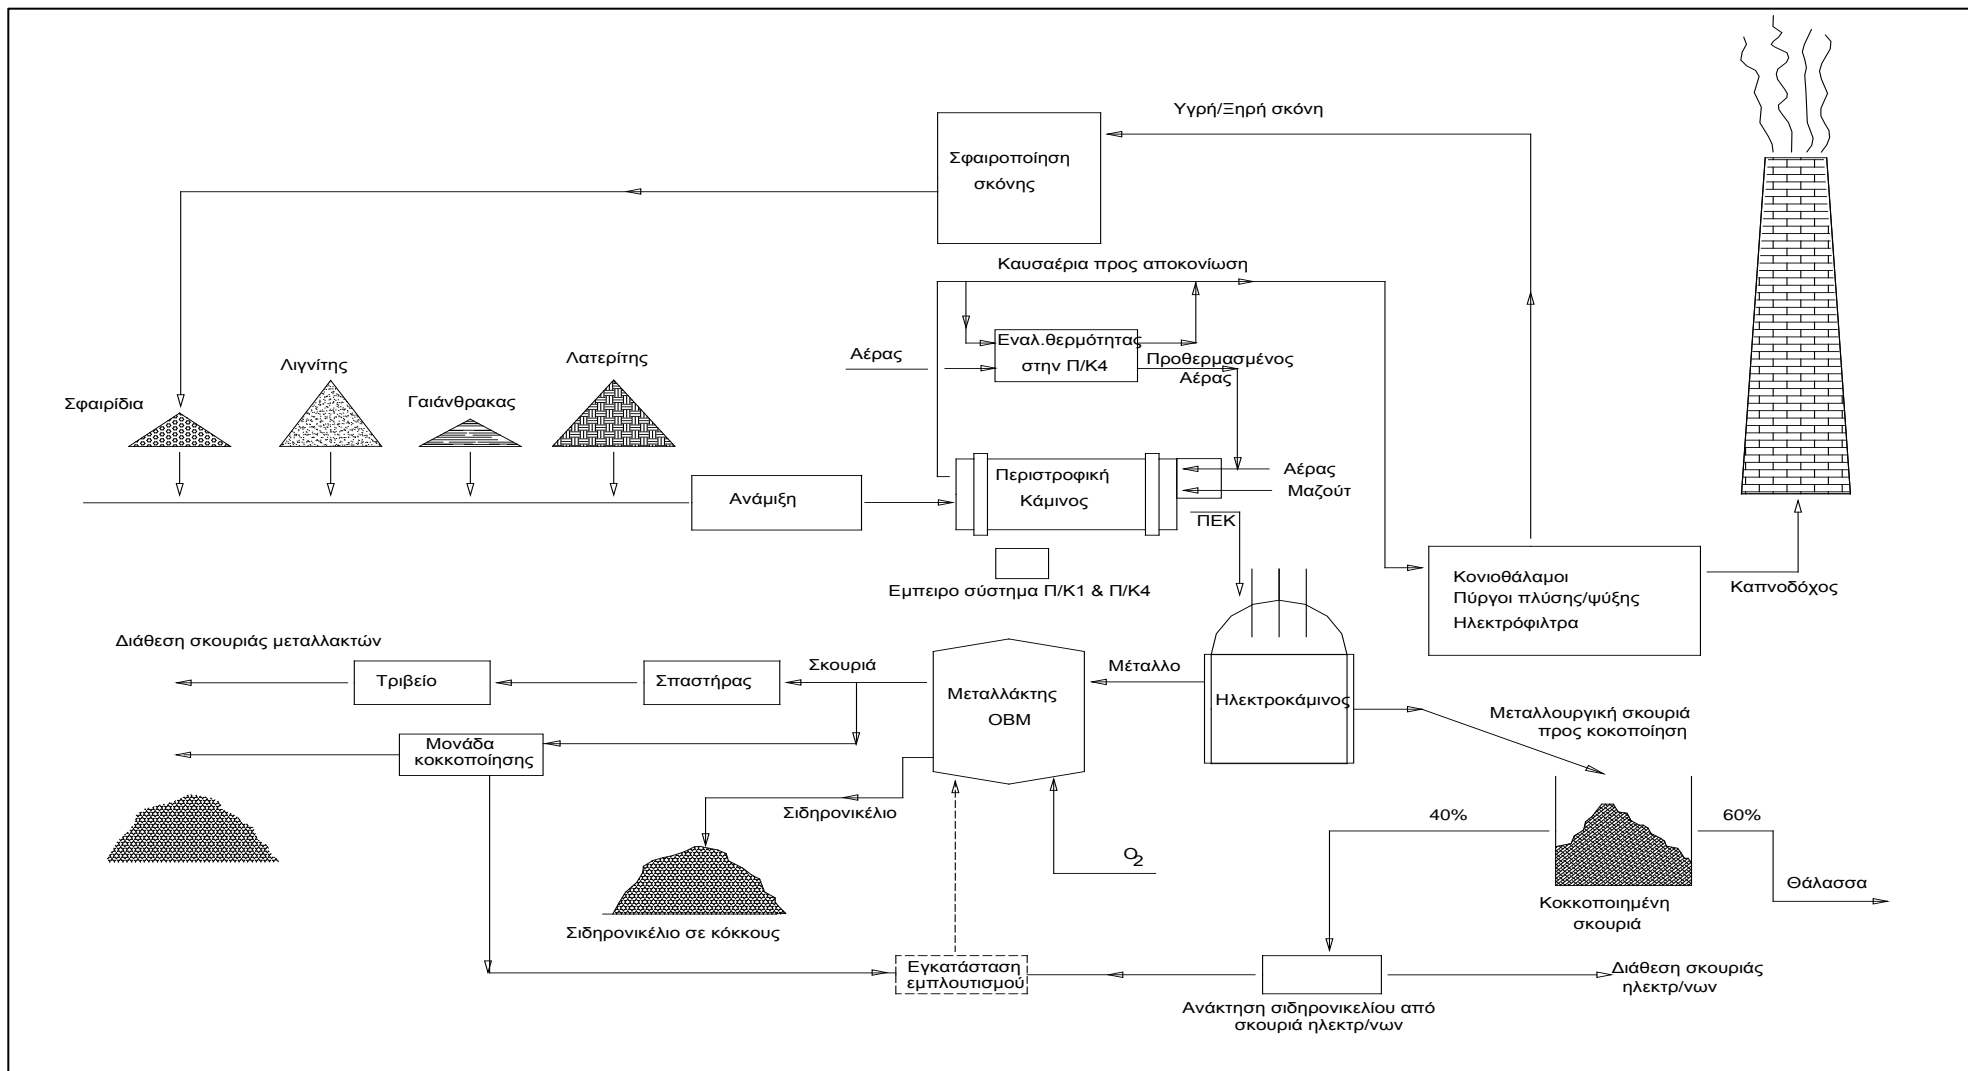 Υγρή/Ξηρή σκόνη
Σφαιροποίηση
σκόνης
Καυσαέρια προς αποκονίωση
Εναλ.θερμότητας
στην Π/Κ4
Αέρας
Προθερμασμένος
Αέρας
Σφαιρίδια
Λιγνίτης
Γαιάνθρακας
Λατερίτης
Ανάμιξη
Περιστροφική
Κάμινος
Αέρας
Μαζούτ
ΠΕΚ
Εμπειρο σύστημα Π/Κ1 & Π/Κ4
Κονιοθάλαμοι
Πύργοι πλύσης/ψύξης
Ηλεκτρόφιλτρα
Καπνοδόχος
Διάθεση σκουριάς μεταλλακτών
Τριβείο
Σπαστήρας
Σκουριά
Μεταλλάκτης
ΟΒΜ
Μέταλλο
Ηλεκτροκάμινος
Μεταλλουργική σκουριά
προς κοκοποίηση
Μονάδα
κοκκοποίησης
Σιδηρονικέλιο
O2
40%
60%
Θάλασσα
Κοκκοποιημένη
σκουριά
Σιδηρονικέλιο σε κόκκους
Εγκατάσταση
εμπλουτισμού
Ανάκτηση σιδηρονικελίου από
σκουριά ηλεκτρ/νων
Διάθεση σκουριάς
ηλεκτρ/νων